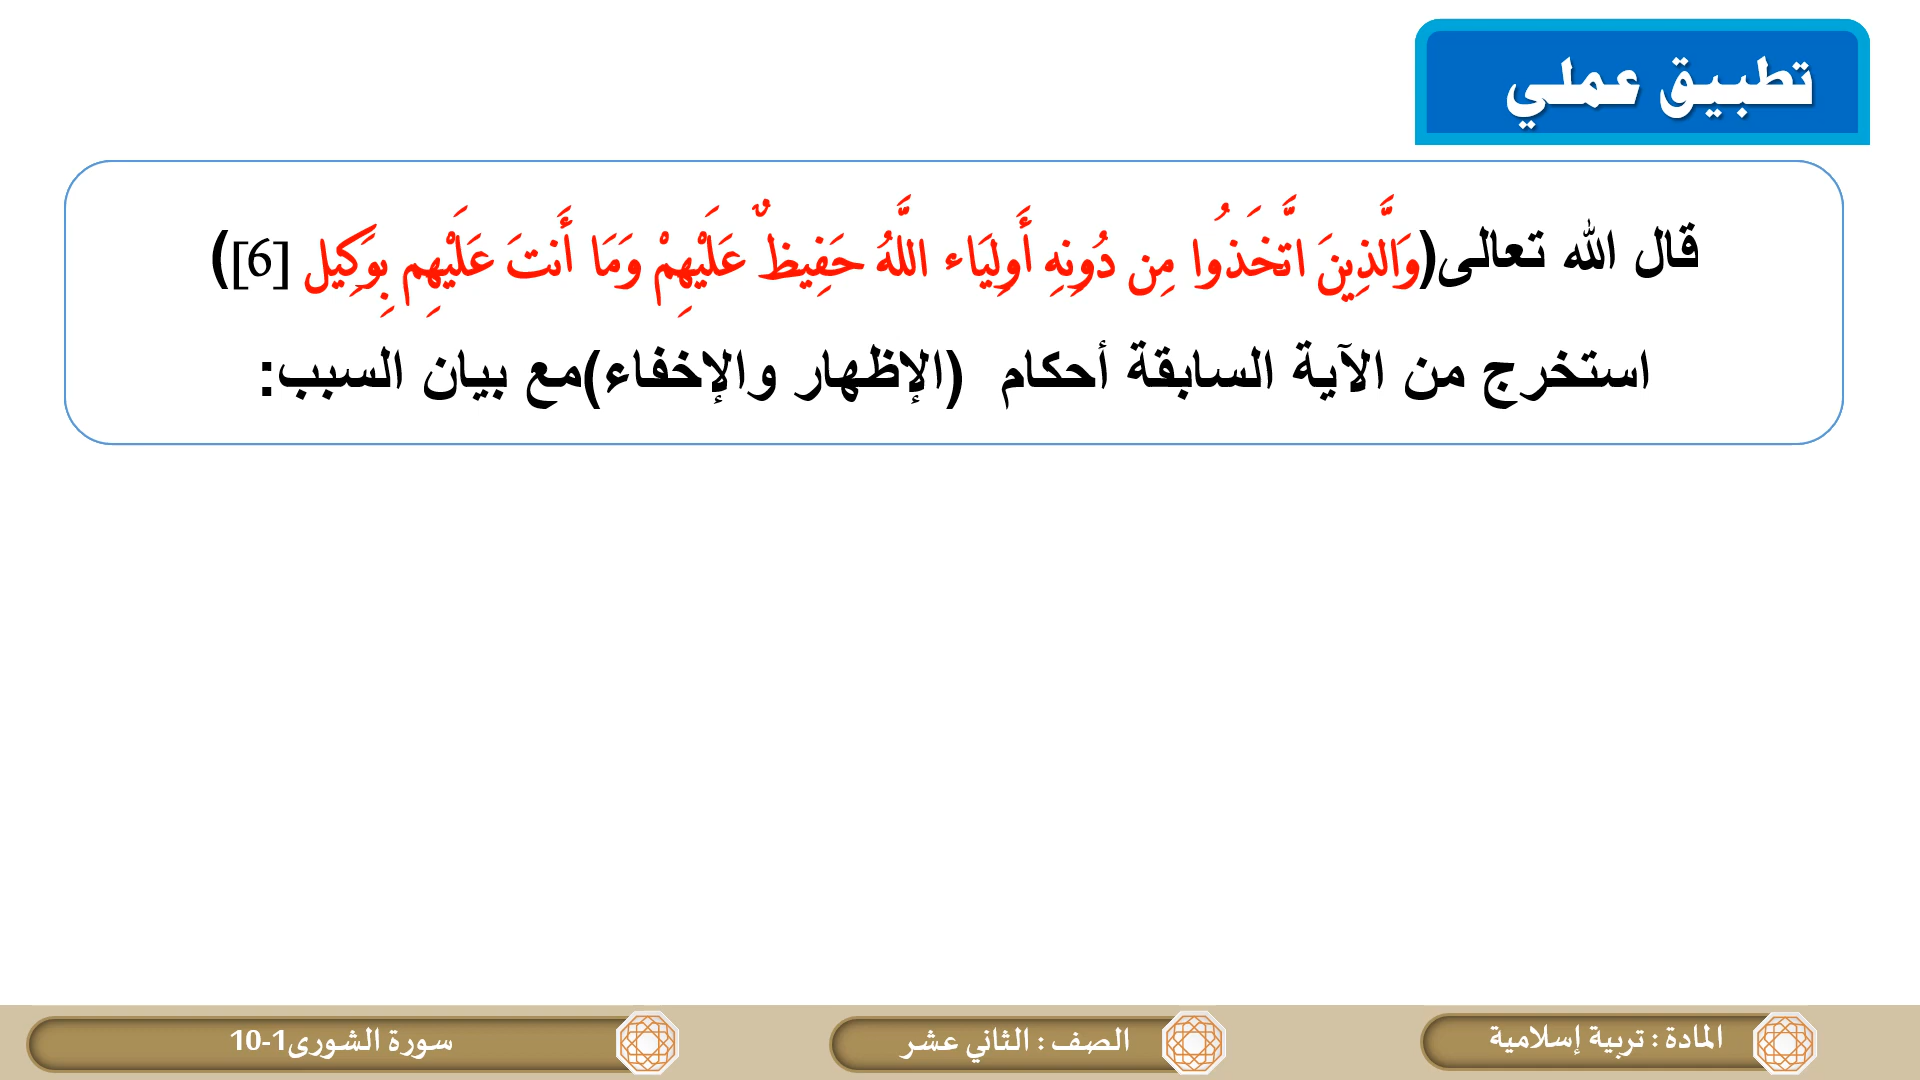 تطبيق عملي
قال الله تعالى(وَالَّذِينَ اتَّخَذُوا مِن دُونِهِ أَولِيَاء اللَّهُ حَفِيظٌ عَلَيْهِمْ وَمَا أَنتَ عَلَيْهِم بِوَكِيل [6])
استخرج من الآية السابقة أحكام (الإظهار والإخفاء)مع بيان السبب:
المادة : تربية إسلامية
الصف : الثاني عشر
سورة الشورى1-10